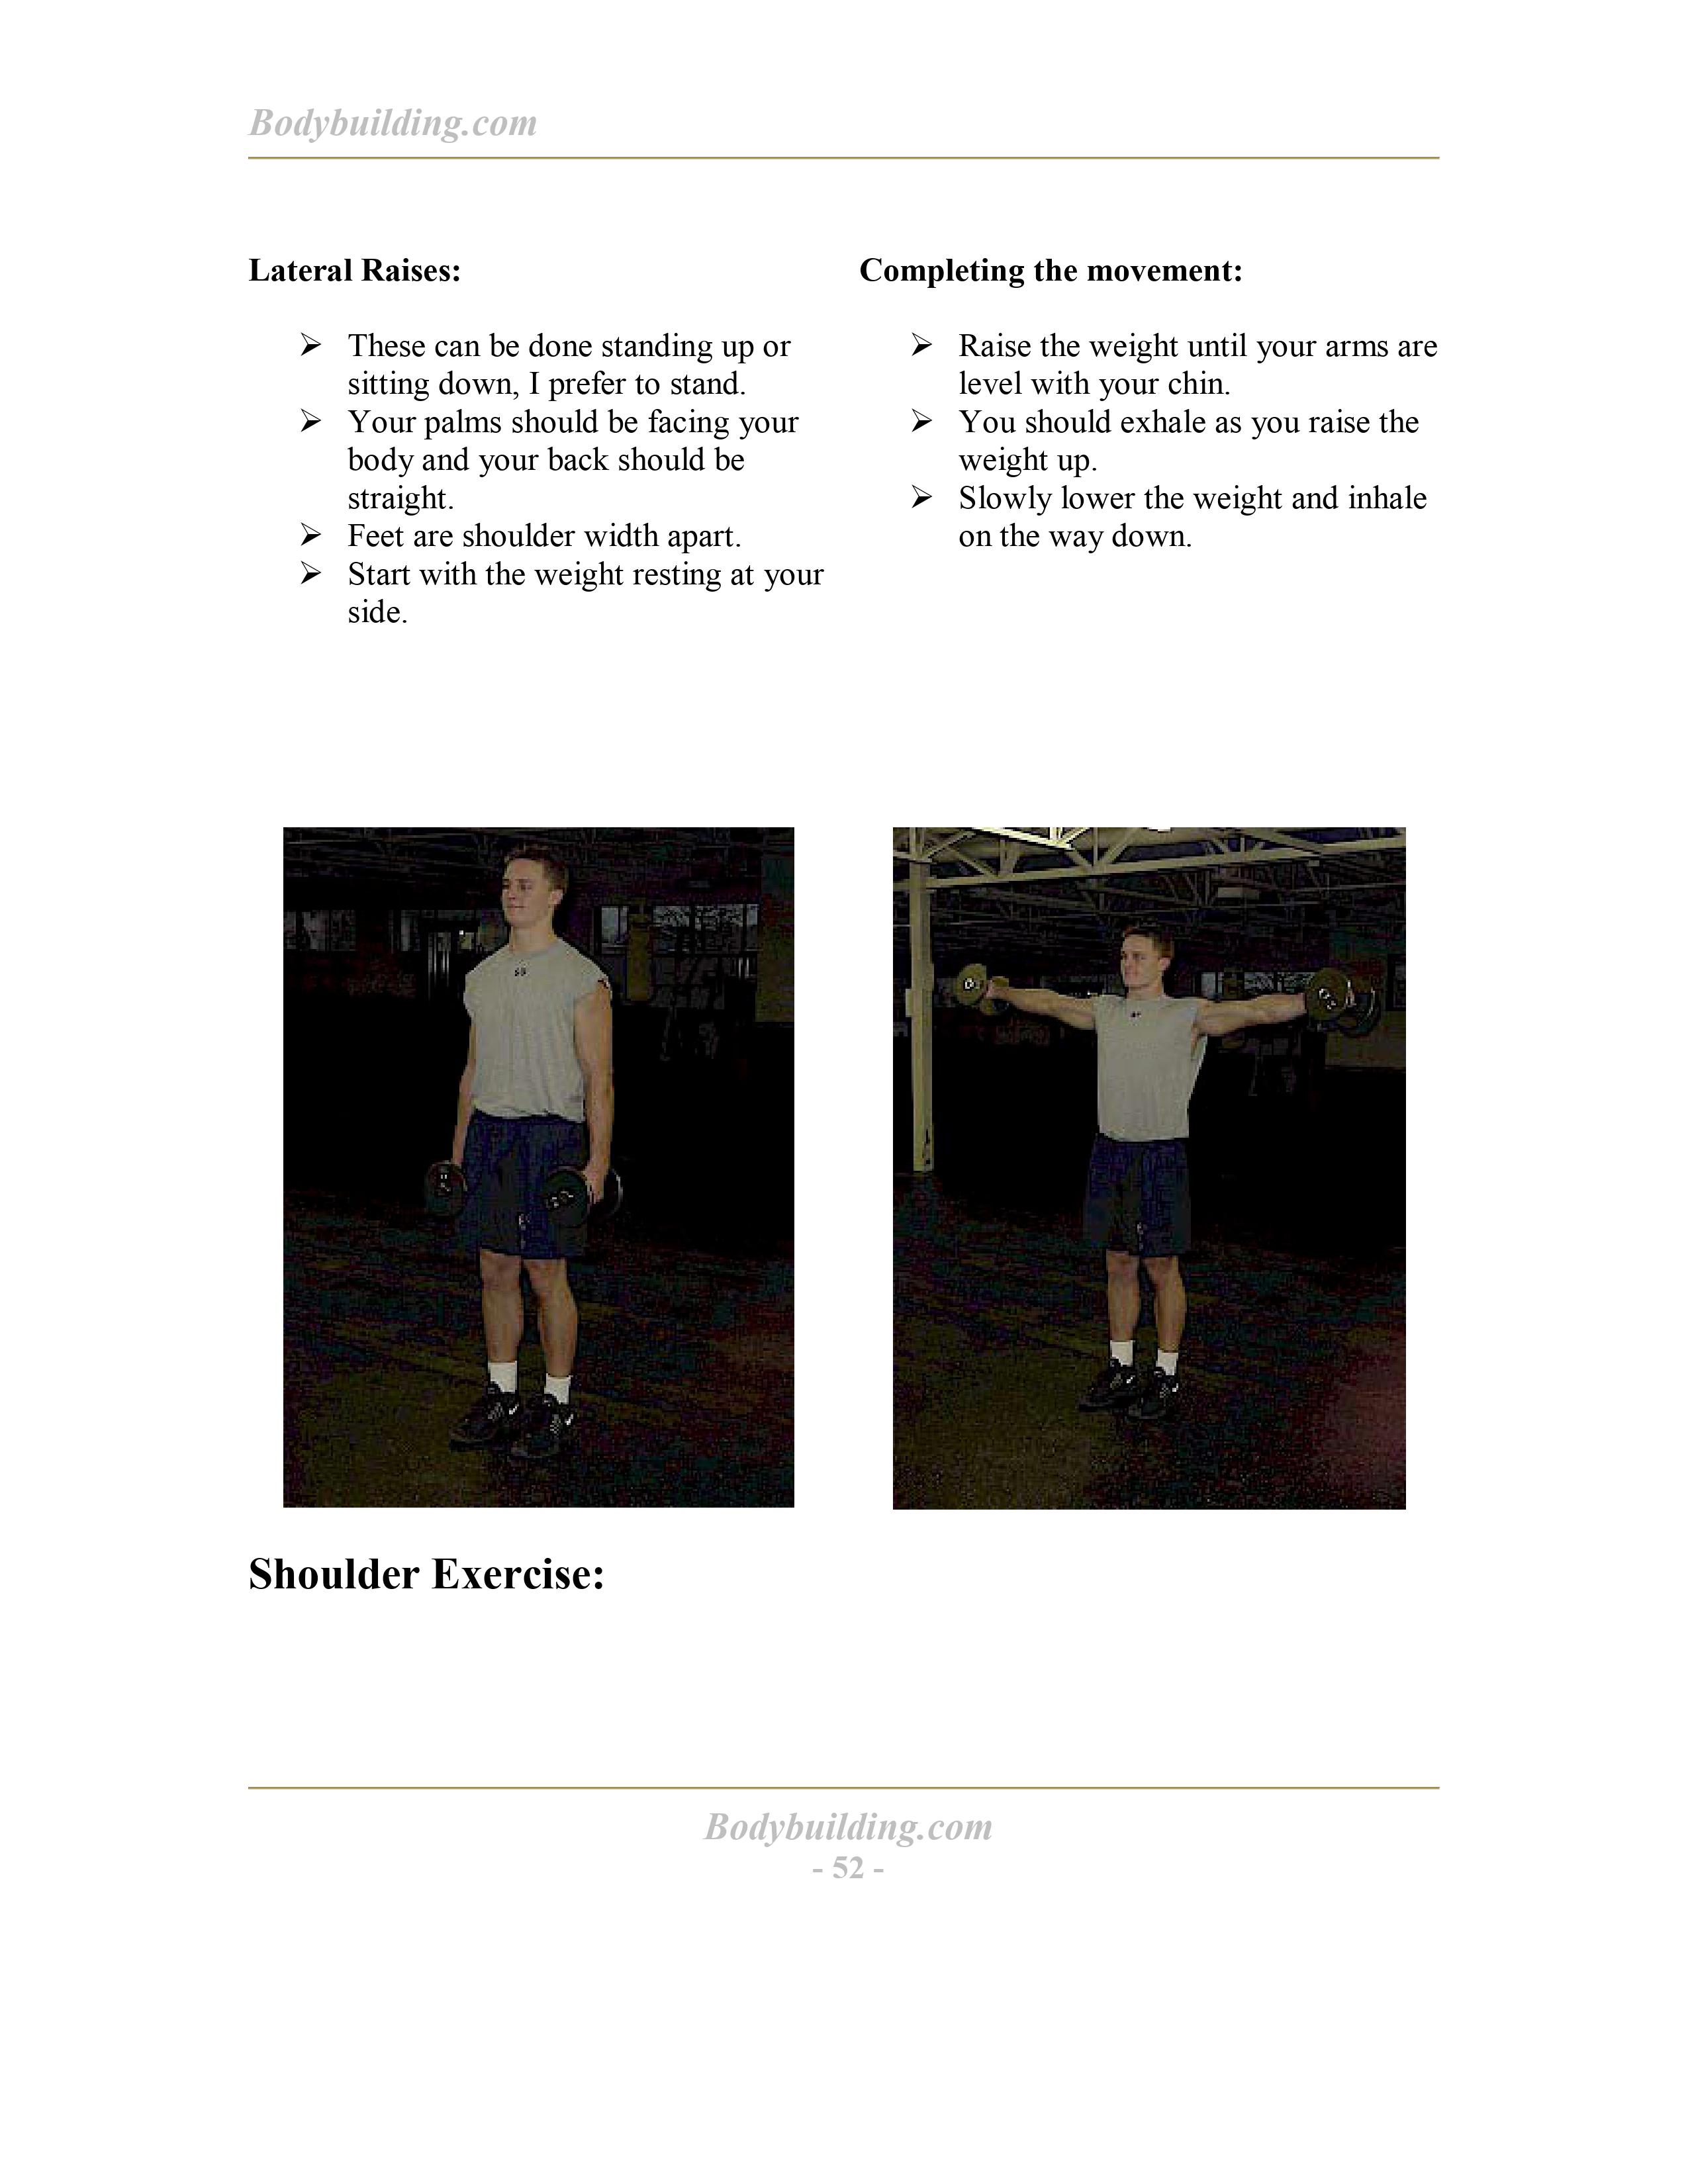 Bodybuilding.com
Lateral Raises:
➢ These can be done standing up or
sitting down, I prefer to stand.
➢ Your palms should be facing your
body and your back should be
straight.
➢ Feet are shoulder width apart.
➢ Start with the weight resting at your
side.
Completing the movement:
➢ Raise the weight until your arms are
level with your chin.
➢ You should exhale as you raise the
weight up.
➢ Slowly lower the weight and inhale
on the way down.
Shoulder Exercise:
Bodybuilding.com
- 52 -